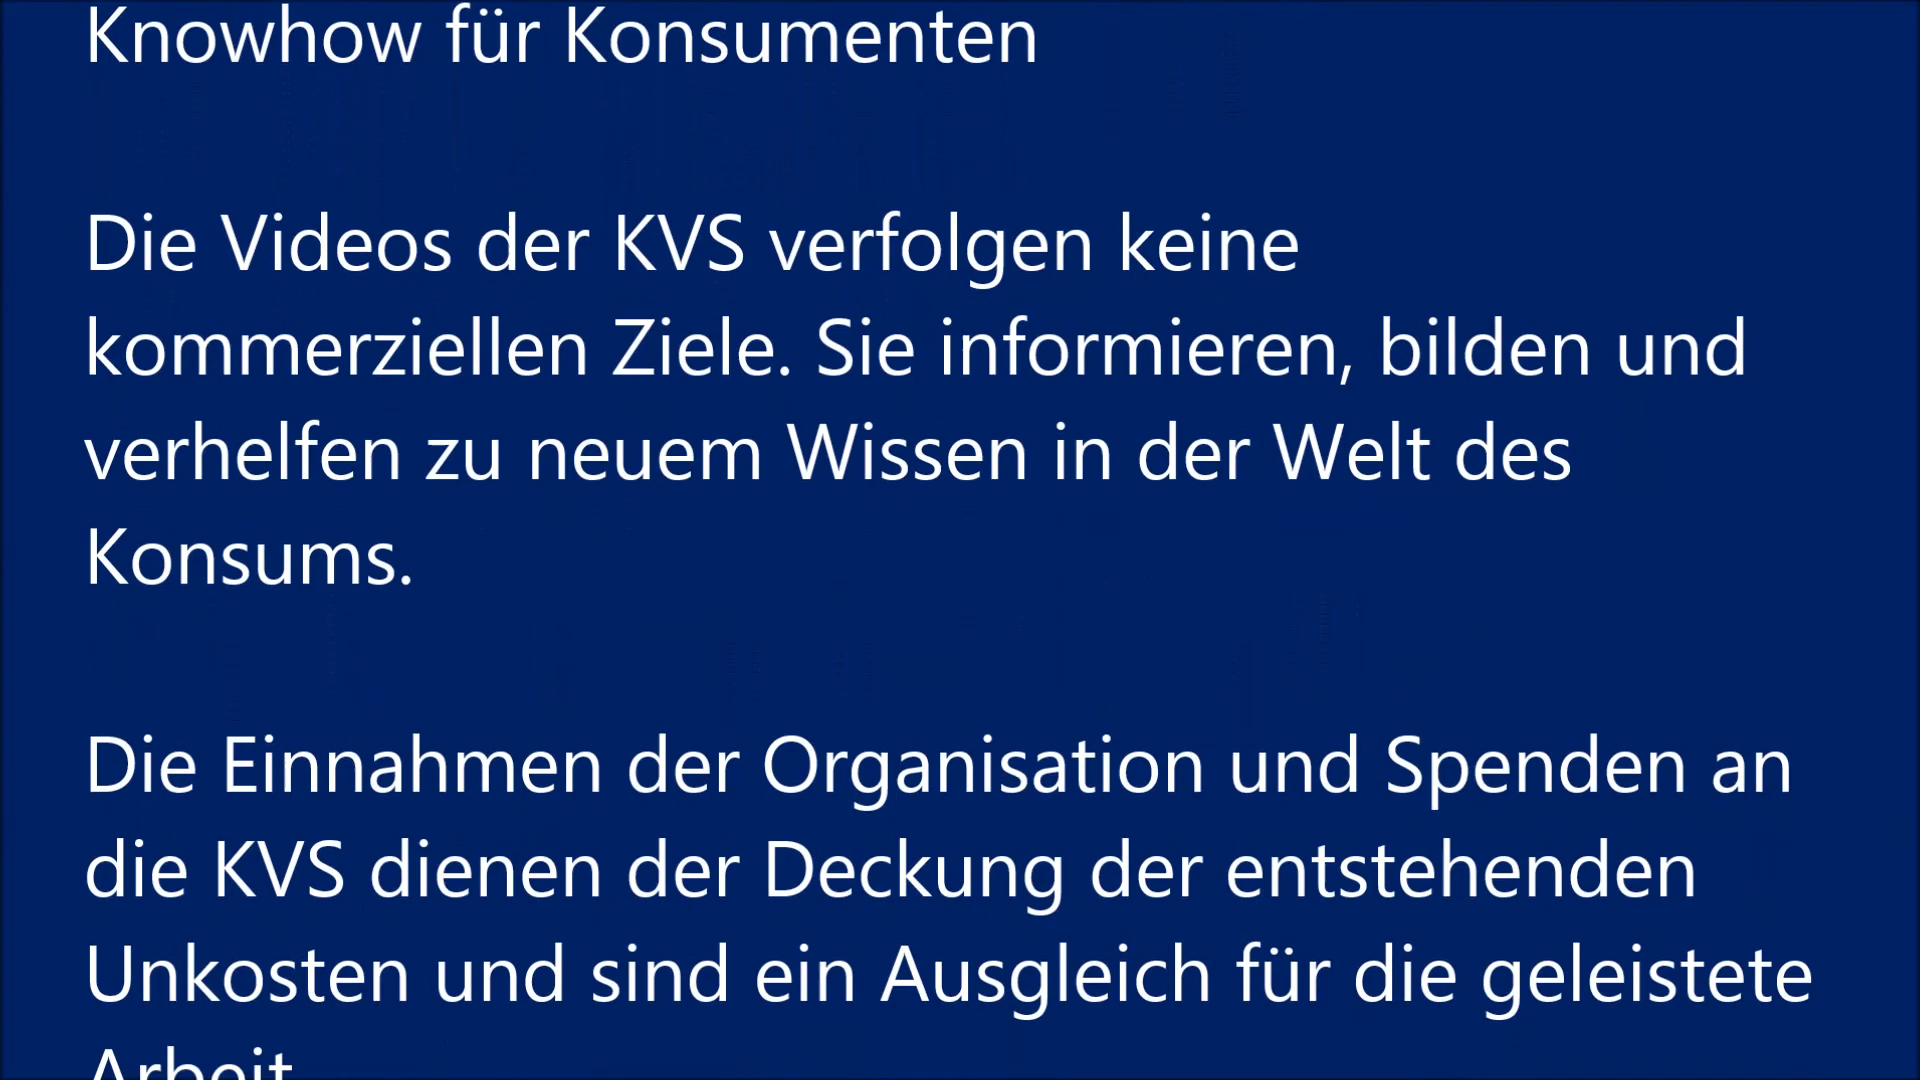 Knowhow für Konsumenten
Die Videos der KVS verfolgen keine
kommerziellen Ziele. Sie informieren, bilden und
verhelfen zu neuem Wissen in der Welt des
Konsums.
Die Einnahmen der Organisation und Spenden an
die KVS dienen der Deckung der entstehenden
Unkosten und sind ein Ausgleich für die geleistete
Arbeit